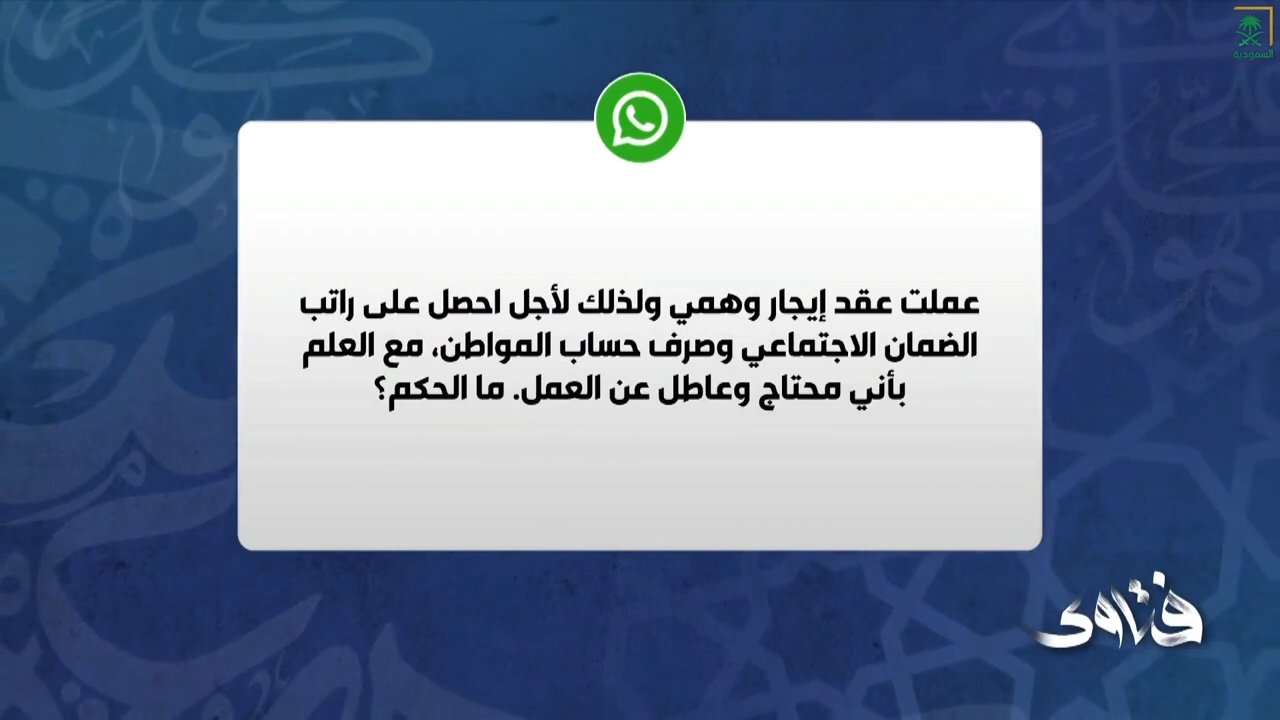 السعودية
عملت عقد إيجار وهمي ولذلك لأجل احصل على راتب
الضمان الاجتماعي وصرف حساب المواطن، مع العلم
بأني محتاج وعاطل عن العمل. ما الحكم؟
فتاوى